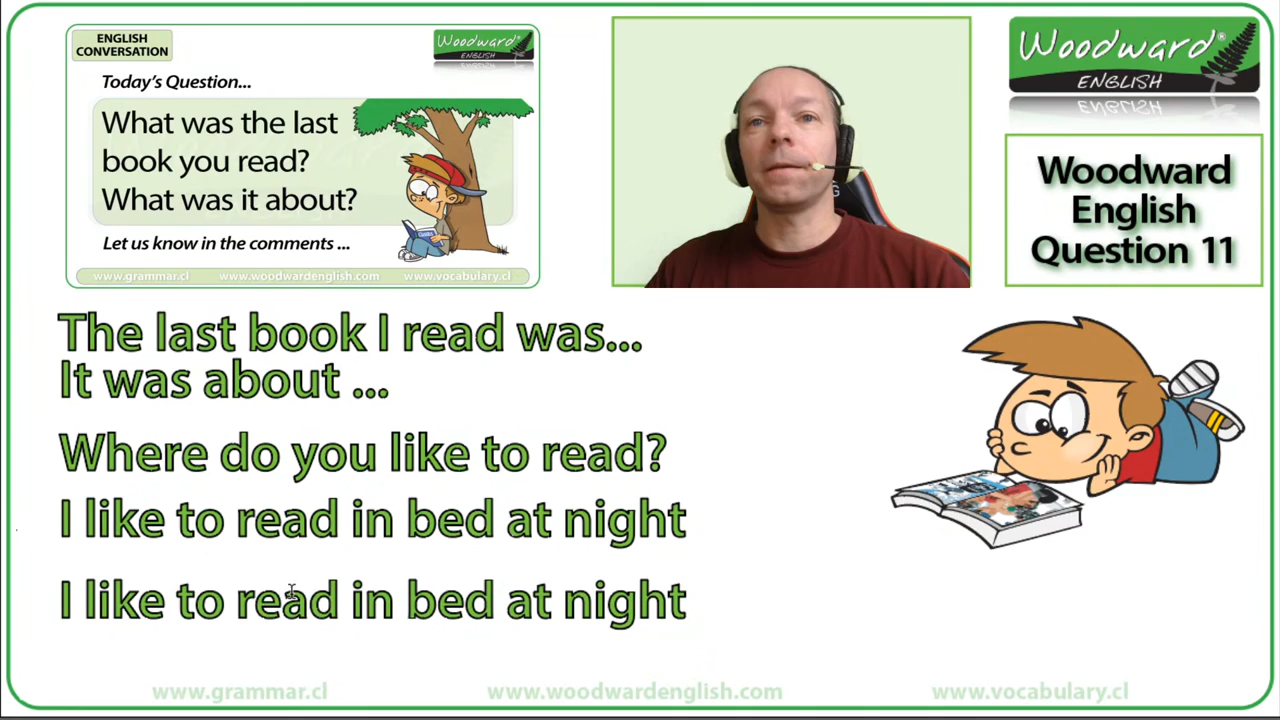 ENGLISH
CONVERSATION
Woodward®
ENGLISH
Today's Question...
What was the last
book you read?
What was it about?
Let us know in the comments ...
www.grammar.cl www.woodwardenglish.com www.vocabulary.cl
Woodward®
ENGLISH
Woodward
English
Question 11
The last book I read was...
It was about ...
Where do you like to read?
I like to read in bed at night
I like to read in bed at night
www.grammar.cl www.woodwardenglish.com www.vocabulary.cl